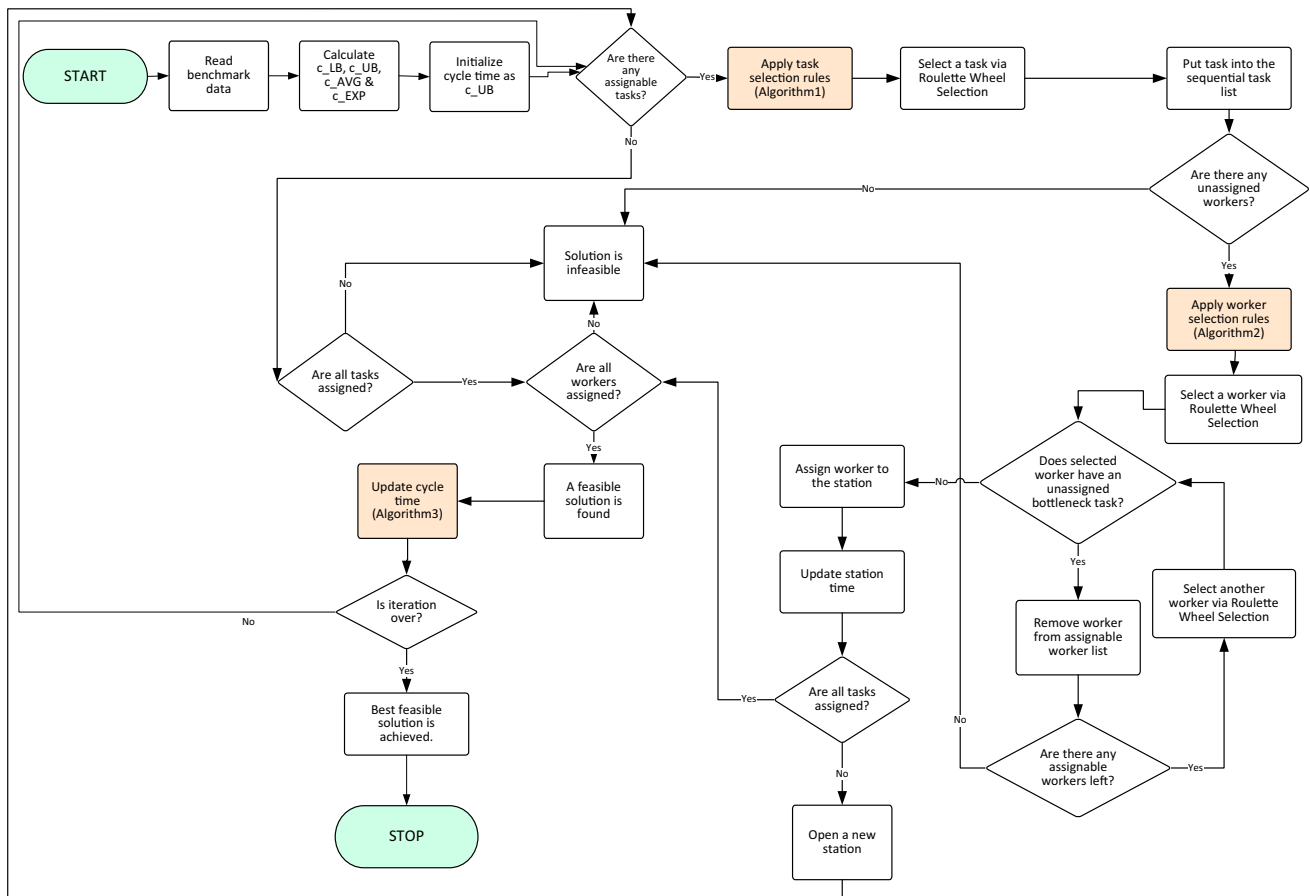 START
Read
benchmark
data
Calculate
c_LB, c_UB,
c_AVG &
c_EXP
Initialize
cycle time as
c_UB
Are there
any
assignable
tasks?
Yes
Apply task
selection rules
(Algorithm1)
Select a task via
Roulette Wheel
Selection
Put task into the
sequential task
list
No
Are there any
unassigned
workers?
No
Solution is
infeasible
Yes
Apply worker
selection rules
(Algorithm2)
Select a worker via
Roulette Wheel
Selection
No
No
Are all tasks
assigned?
Yes
Are all
workers
assigned?
Yes
Does selected
worker have an
unassigned
bottleneck task?
No
Assign worker to
the station
Update cycle
time
(Algorithm3)
A feasible
solution is
found
Update station
time
Yes
Select another
worker via Roulette
Wheel Selection
Remove worker
from assignable
worker list
Is iteration
over?
No
Yes
Are all tasks
assigned?
Yes
No
Best feasible
solution is
achieved.
Are there any
assignable
workers left?
Yes
No
STOP
Open a new
station